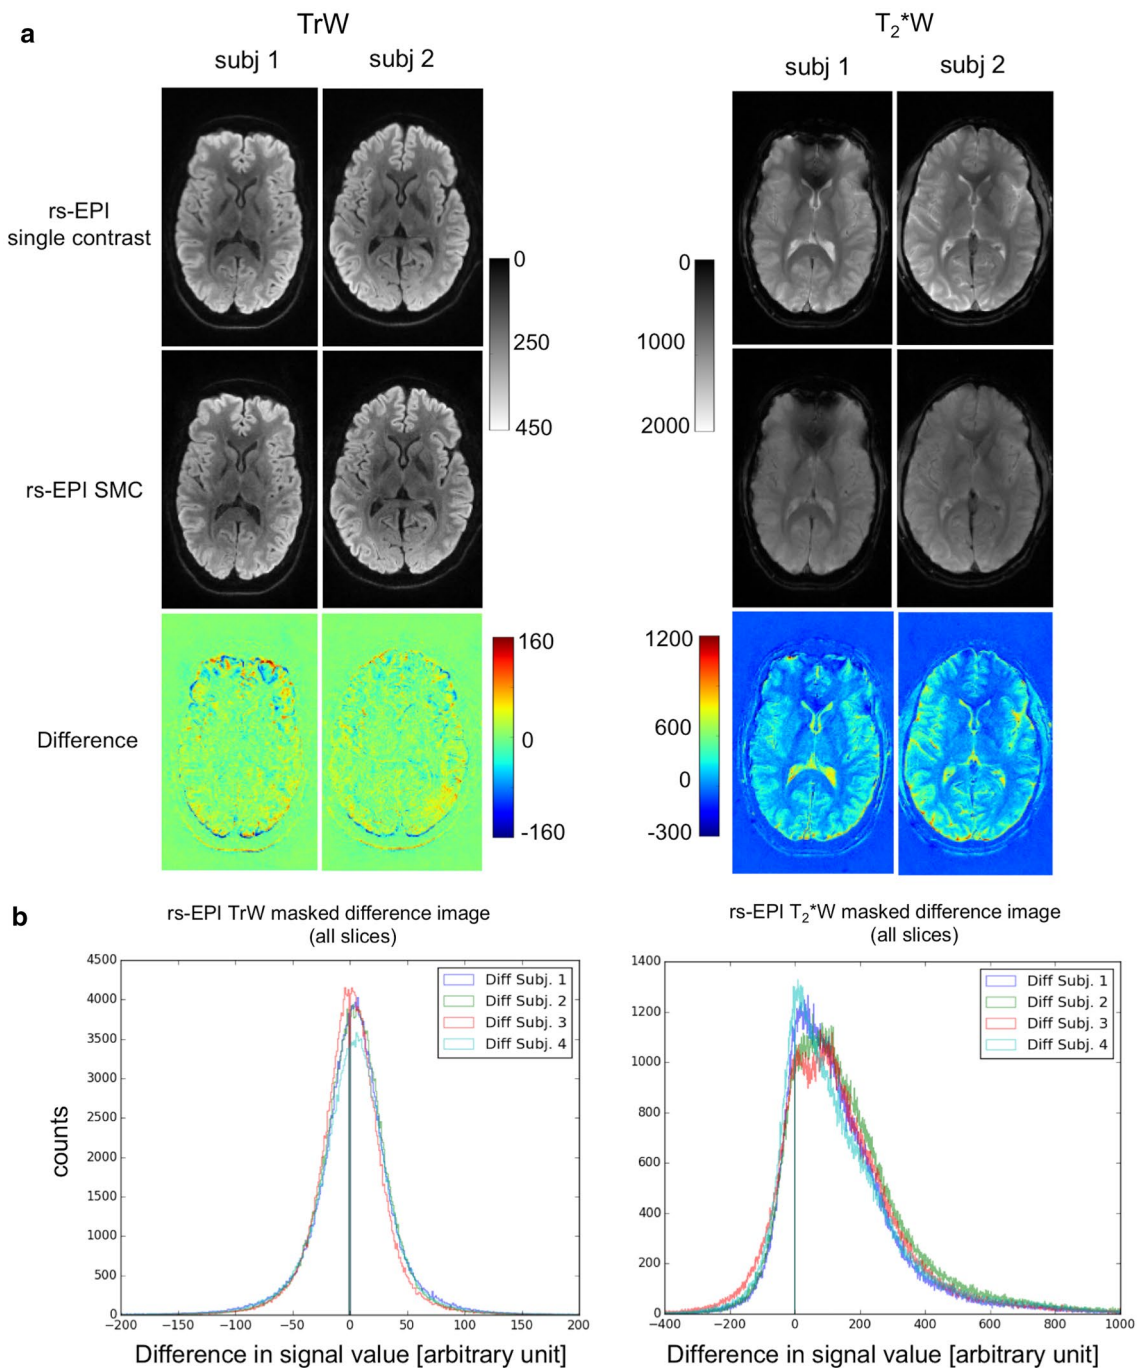 a
TrW
T2*W
subj 1
subj 2
subj 1
subj 2
rs-EPI
single contrast
0
250
450
0
1000
2000
rs-EPI SMC
Difference
160
0
-160
1200
600
0
-300
b
rs-EPI TrW masked difference image
(all slices)
4500
4000
3500
3000
2500
2000
1500
1000
500
0
counts
Diff Subj. 1
Diff Subj. 2
Diff Subj. 3
Diff Subj. 4
−200
−150
−100
−50
0
50
100
150
200
Difference in signal value [arbitrary unit]
rs-EPI T2*W masked difference image
(all slices)
1400
1200
1000
800
600
400
200
0
Diff Subj. 1
Diff Subj. 2
Diff Subj. 3
Diff Subj. 4
−400
−200
0
200
400
600
800
1000
Difference in signal value [arbitrary unit]